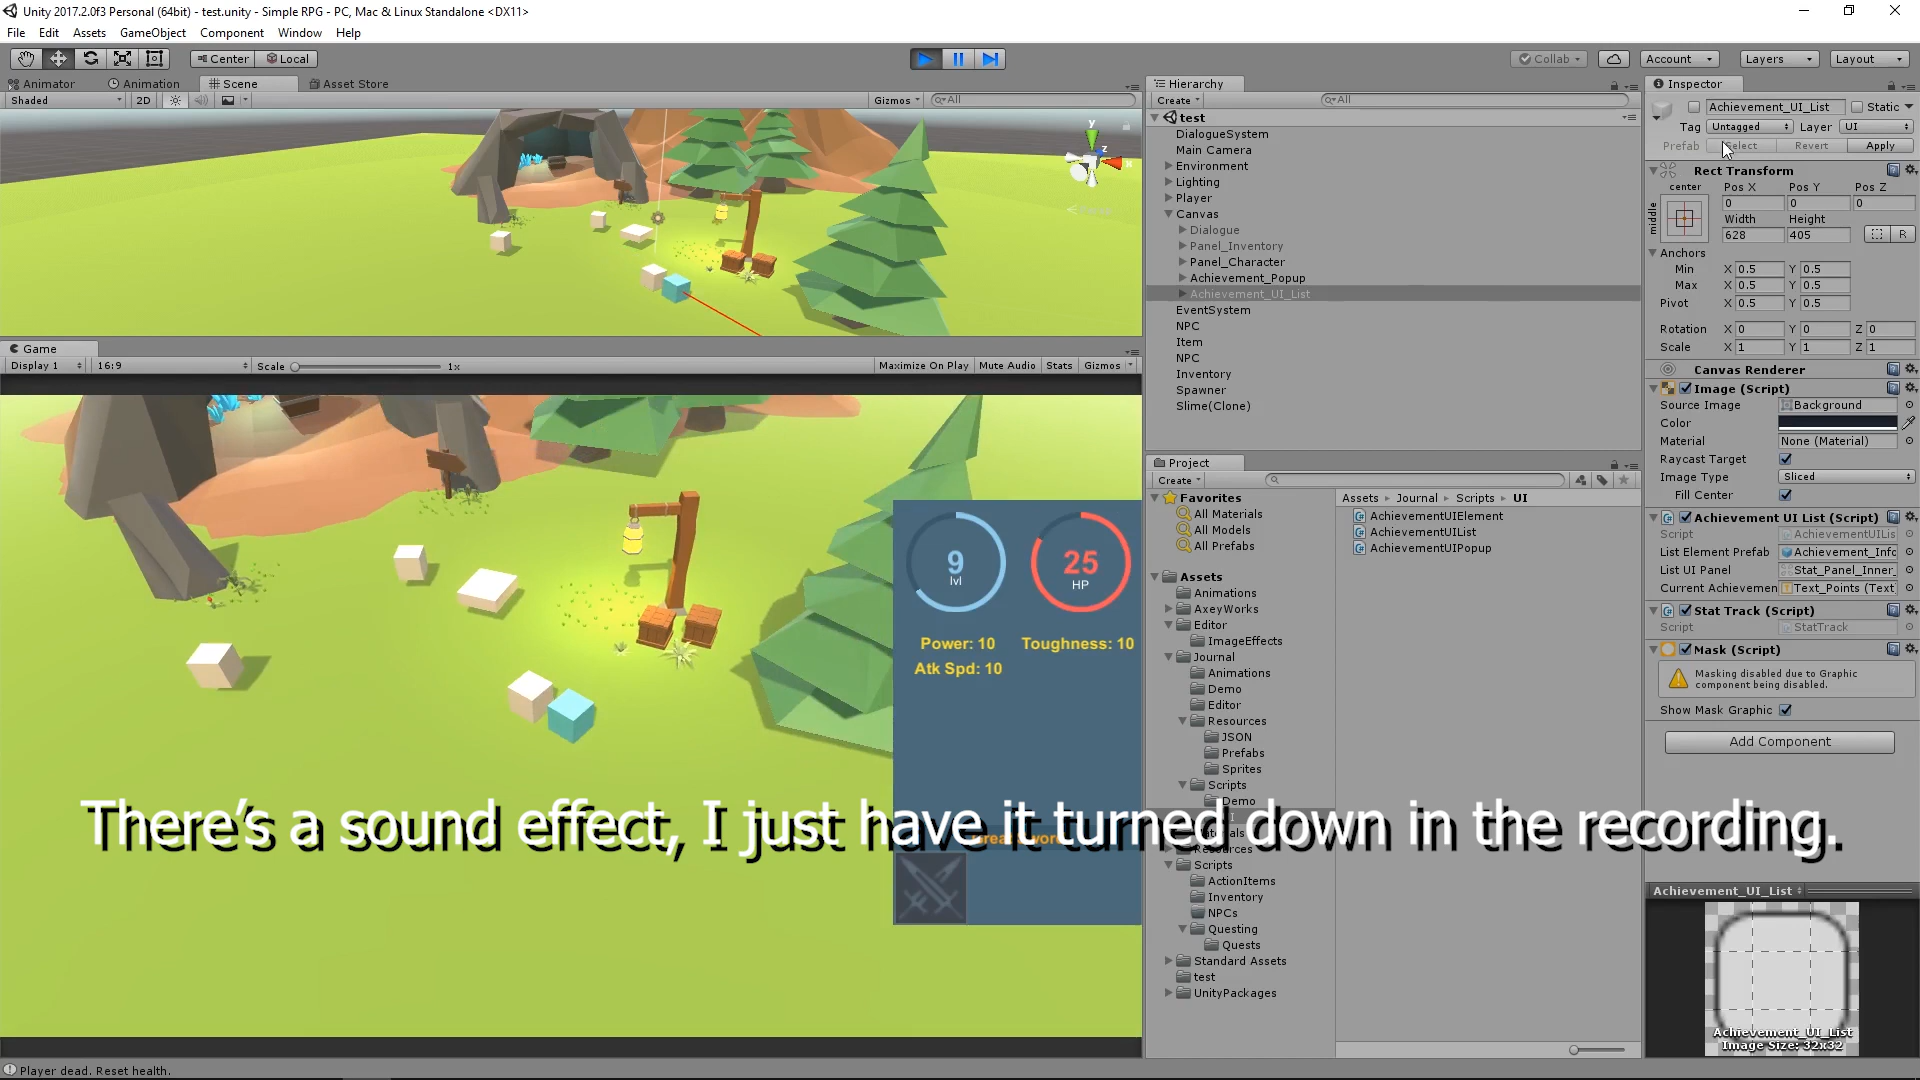 Unity 2017.2.0f3 Personal (64bit) - test.unity - Simple RPG - PC, Mac & Linux Standalone <DX11>
File Edit Assets GameObject Component Window Help
Center Local
Collab Account Layers Layout
Animator Animation Scene Asset Store
Shaded 2D Gizmos All
y
z
x
Game
Display 1 16:9 Scale 1x Maximize On Play Mute Audio Stats Gizmos
9
lvl
25
HP
Power: 10 Toughness: 10
Atk Spd: 10
There's a sound effect, I just have it turned down in the recording.
Player dead. Reset health.
Hierarchy
Create All
test
DialogueSystem
Main Camera
Environment
Lighting
Player
Canvas
Dialogue
Panel_Inventory
Panel_Character
Achievement_Popup
Achievement_UI_List
EventSystem
NPC
Item
NPC
Inventory
Spawner
Slime(Clone)
Project
Create
Favorites
All Materials
All Models
All Prefabs
Assets
Animations
AxeyWorks
Editor
ImageEffects
Journal
Animations
Demo
Editor
Resources
JSON
Prefabs
Sprites
Scripts
Demo
Scripts
ActionItems
Inventory
NPCs
Questing
Quests
Standard Assets
test
UnityPackages
Assets Journal Scripts UI
AchievementUIElement
AchievementUIList
AchievementUIPopup
Inspector
Achievement_UI_List Static
Tag Untagged Layer UI
Prefab Select Revert Apply
Rect Transform
center Pos X Pos Y Pos Z
middle 0 0 0
Width Height
628 405 R
Anchors
Min X 0.5 Y 0.5
Max X 0.5 Y 0.5
Pivot X 0.5 Y 0.5
Rotation X 0 Y 0 Z 0
Scale X 1 Y 1 Z 1
Canvas Renderer
Image (Script)
Source Image Background
Color
Material None (Material)
Raycast Target
Image Type Sliced
Fill Center
Achievement UI List (Script)
Script AchievementUILis
List Element Prefab Achievement_Info
List UI Panel Stat_Panel_Inner_
Current Achievemen Text_Points (Text
Stat Track (Script)
Script StatTrack
Mask (Script)
Masking disabled due to Graphic
component being disabled.
Show Mask Graphic
Add Component
Achievement_UI_List
Achievement_UI_List
Image Size: 32x32